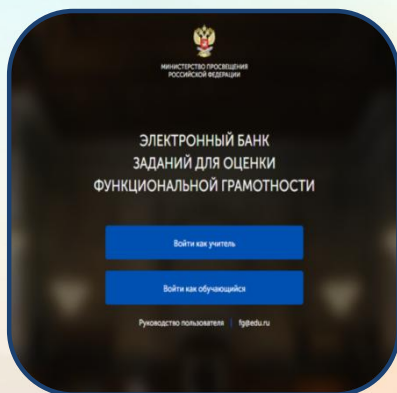 МИНИСТЕРСТВО ПРОСВЕЩЕНИЯ
РОССИЙСКОЙ ФЕДЕРАЦИИ
ЭЛЕКТРОННЫЙ БАНК
ЗАДАНИЙ ДЛЯ ОЦЕНКИ
ФУНКЦИОНАЛЬНОЙ ГРАМОТНОСТИ
Войти как учитель
Войти как обучающийся
Руководство пользователя | fg@edu.ru